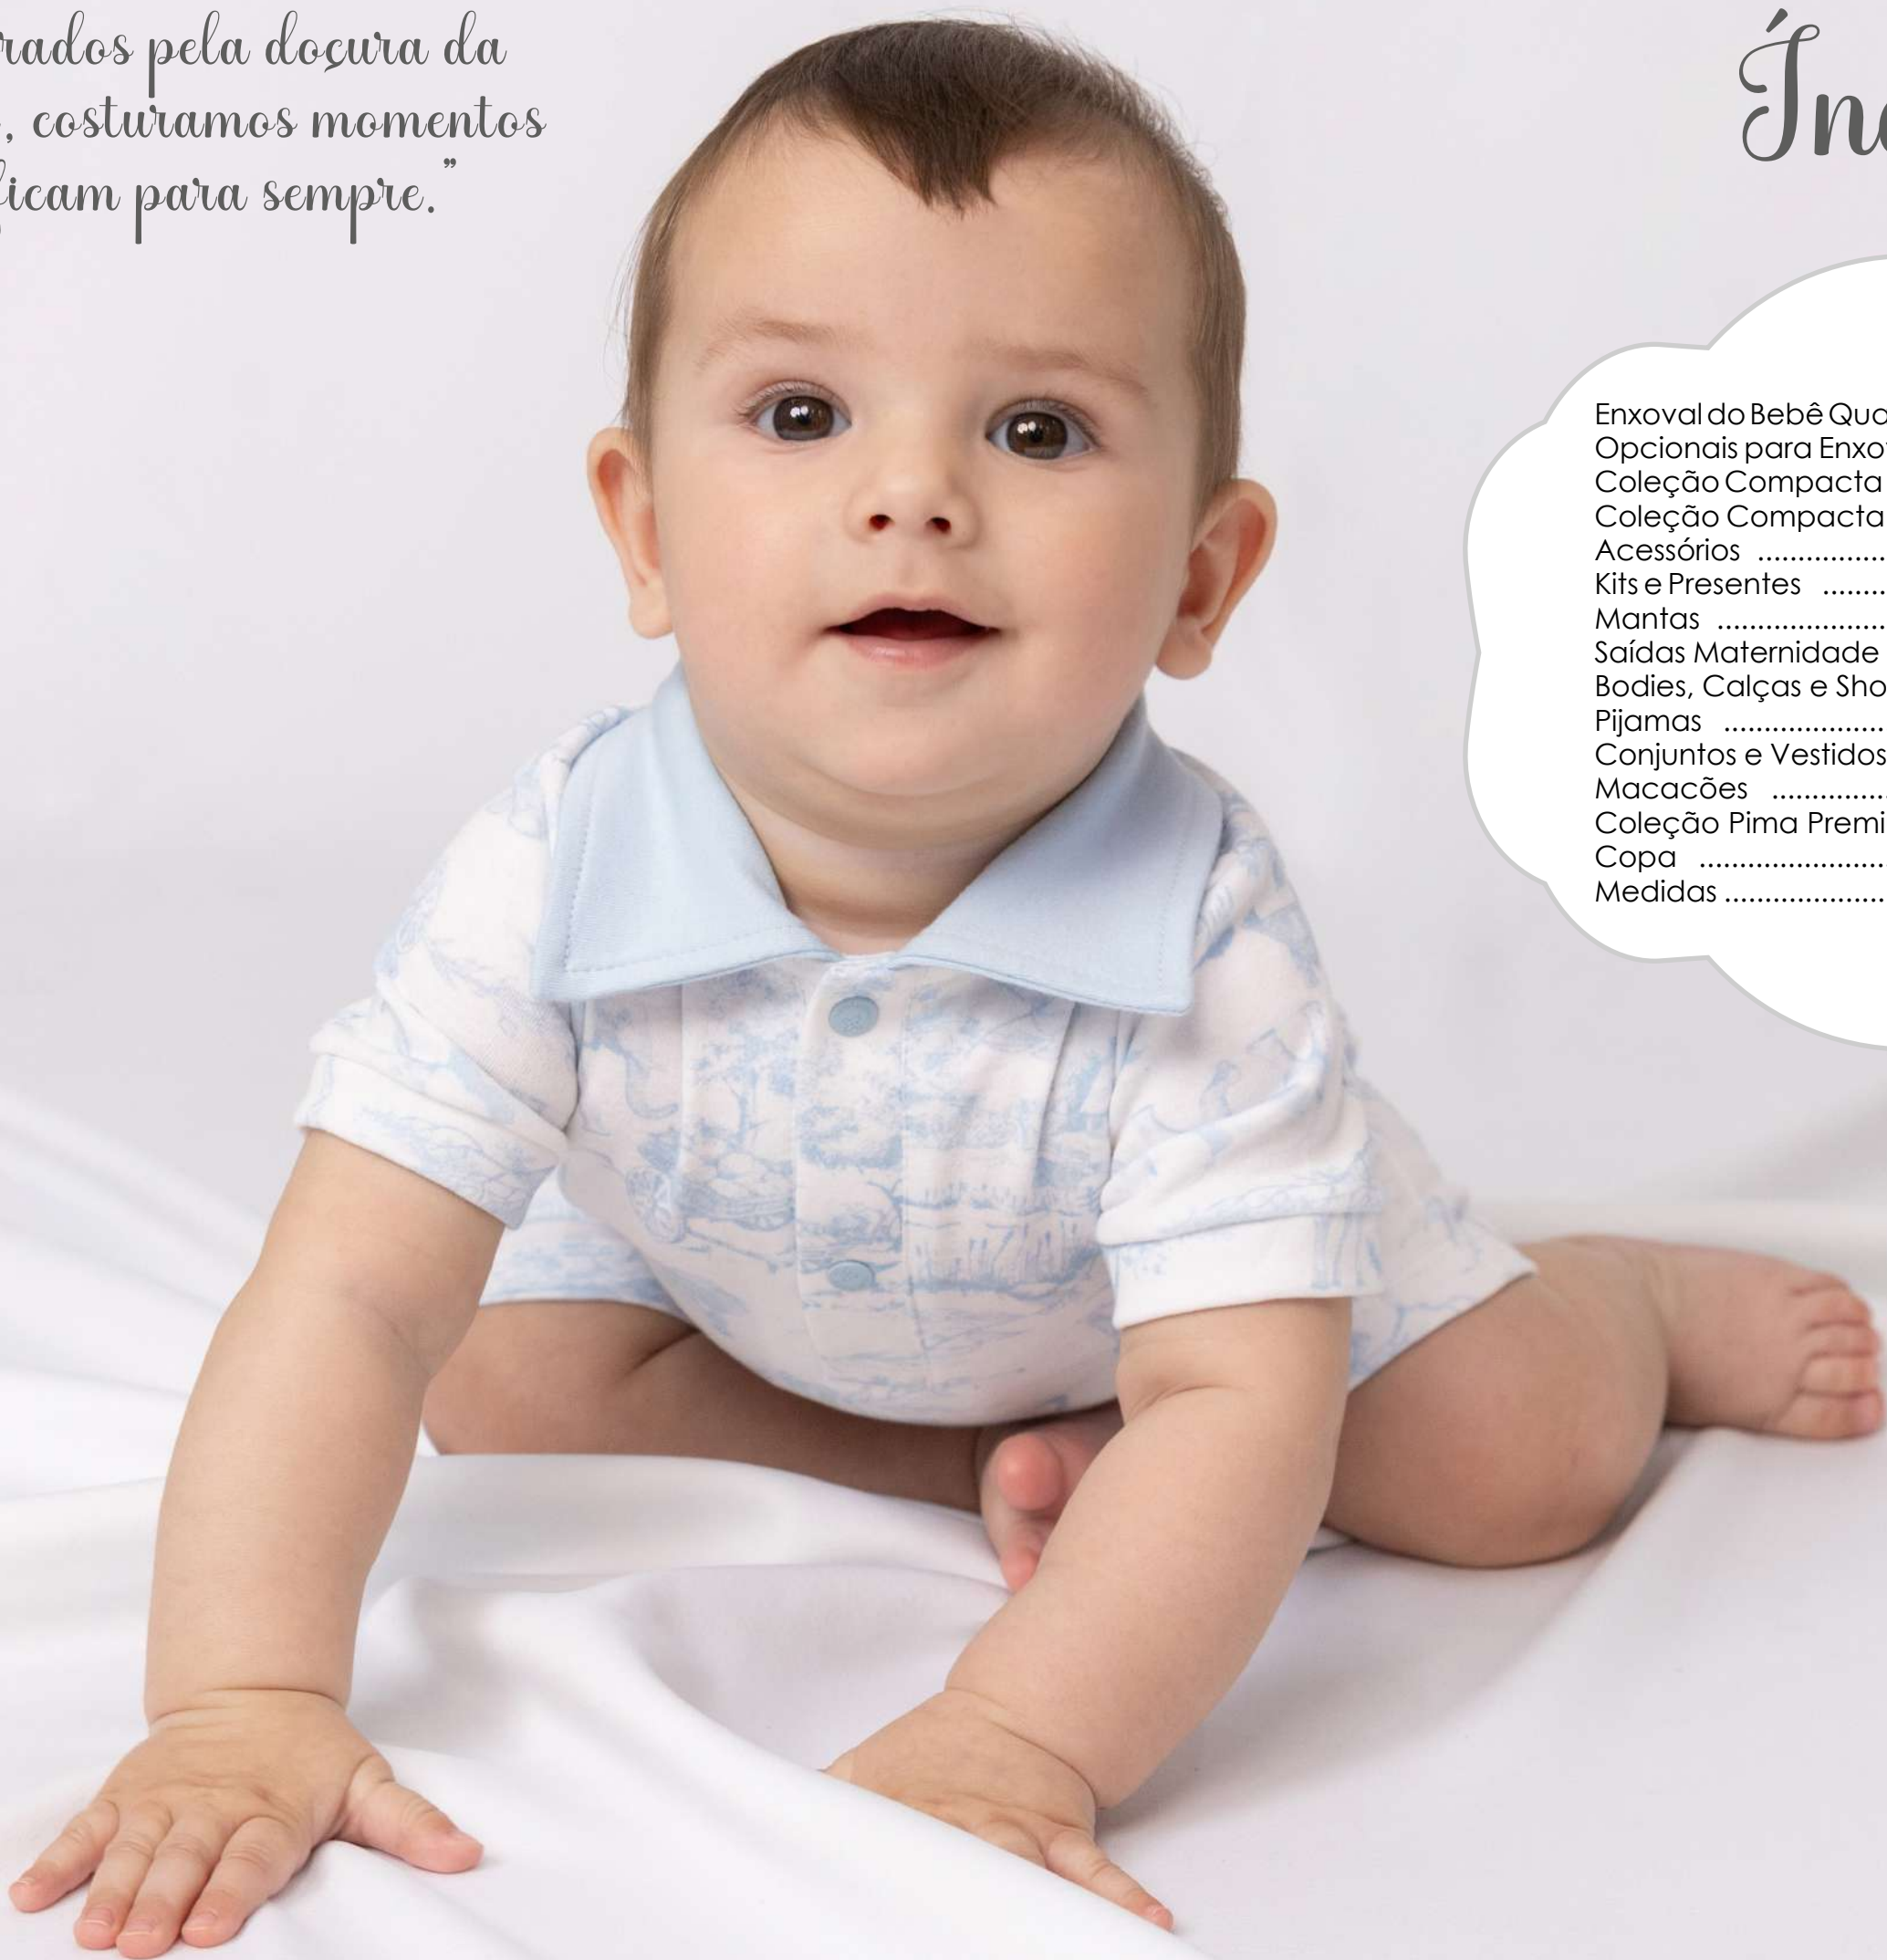 rados pela doçura da
, costuramos momentos
ficam para sempre."
Ín
Enxoval do Bebê Qua
Opcionais para Enxo
Coleção Compacta
Coleção Compacta
Acessórios ..................
Kits e Presentes ........
Mantas .....................
Saídas Maternidade
Bodies, Calças e Sho
Pijamas ....................
Conjuntos e Vestidos
Macacões ..............
Coleção Pima Premi
Copa .......................
Medidas ....................